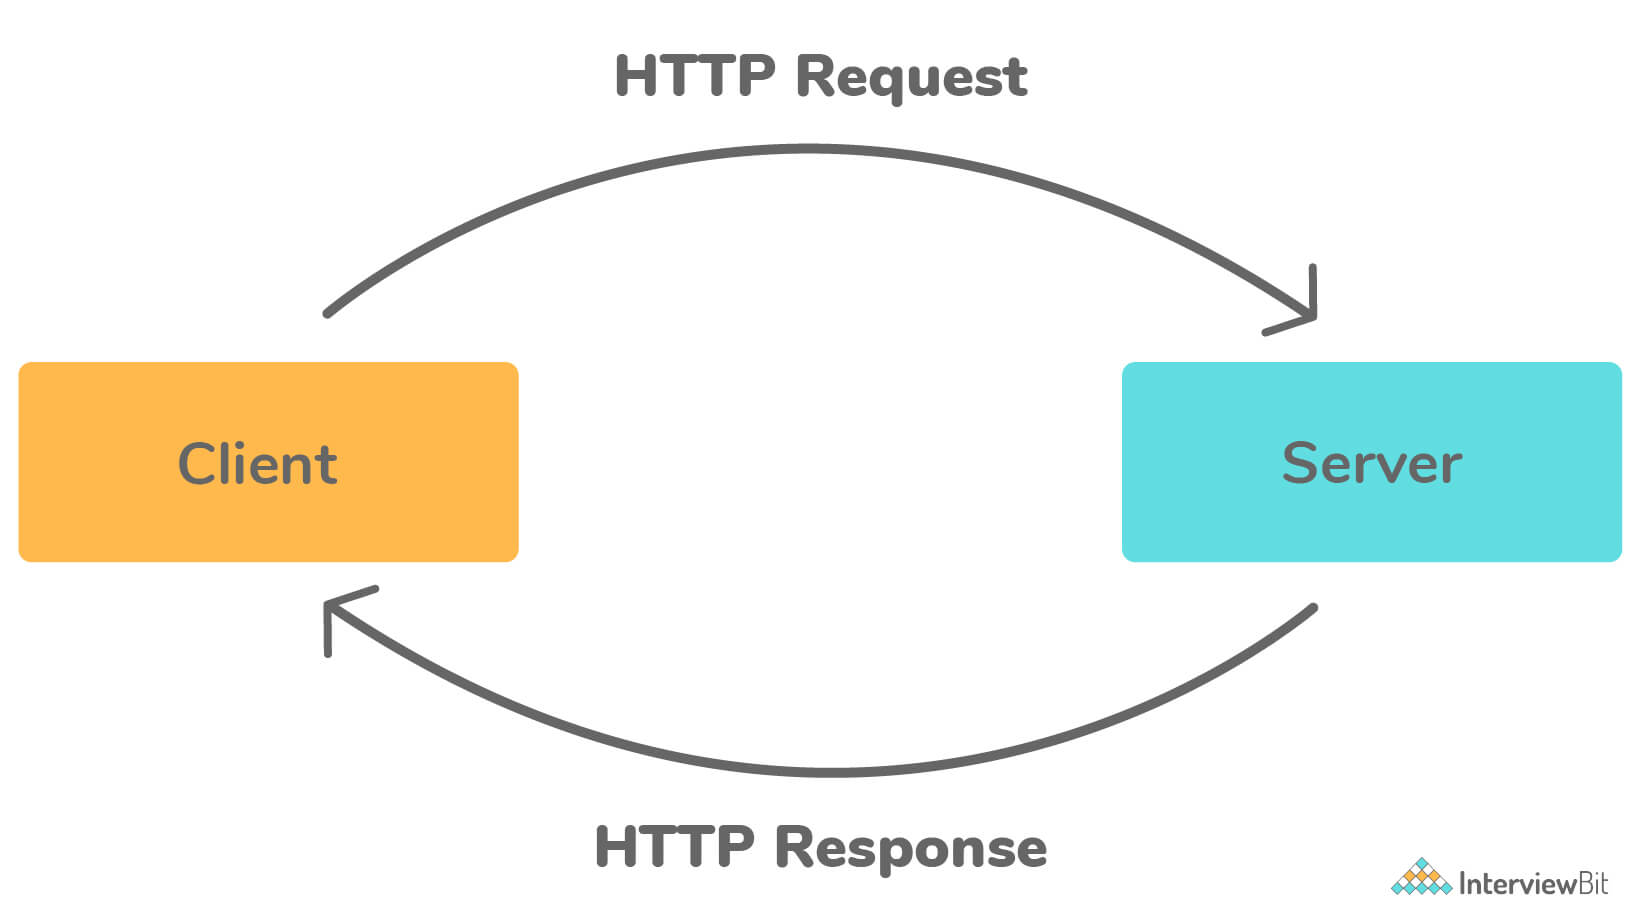 HTTP Request
Client
Server
HTTP Response
InterviewBit